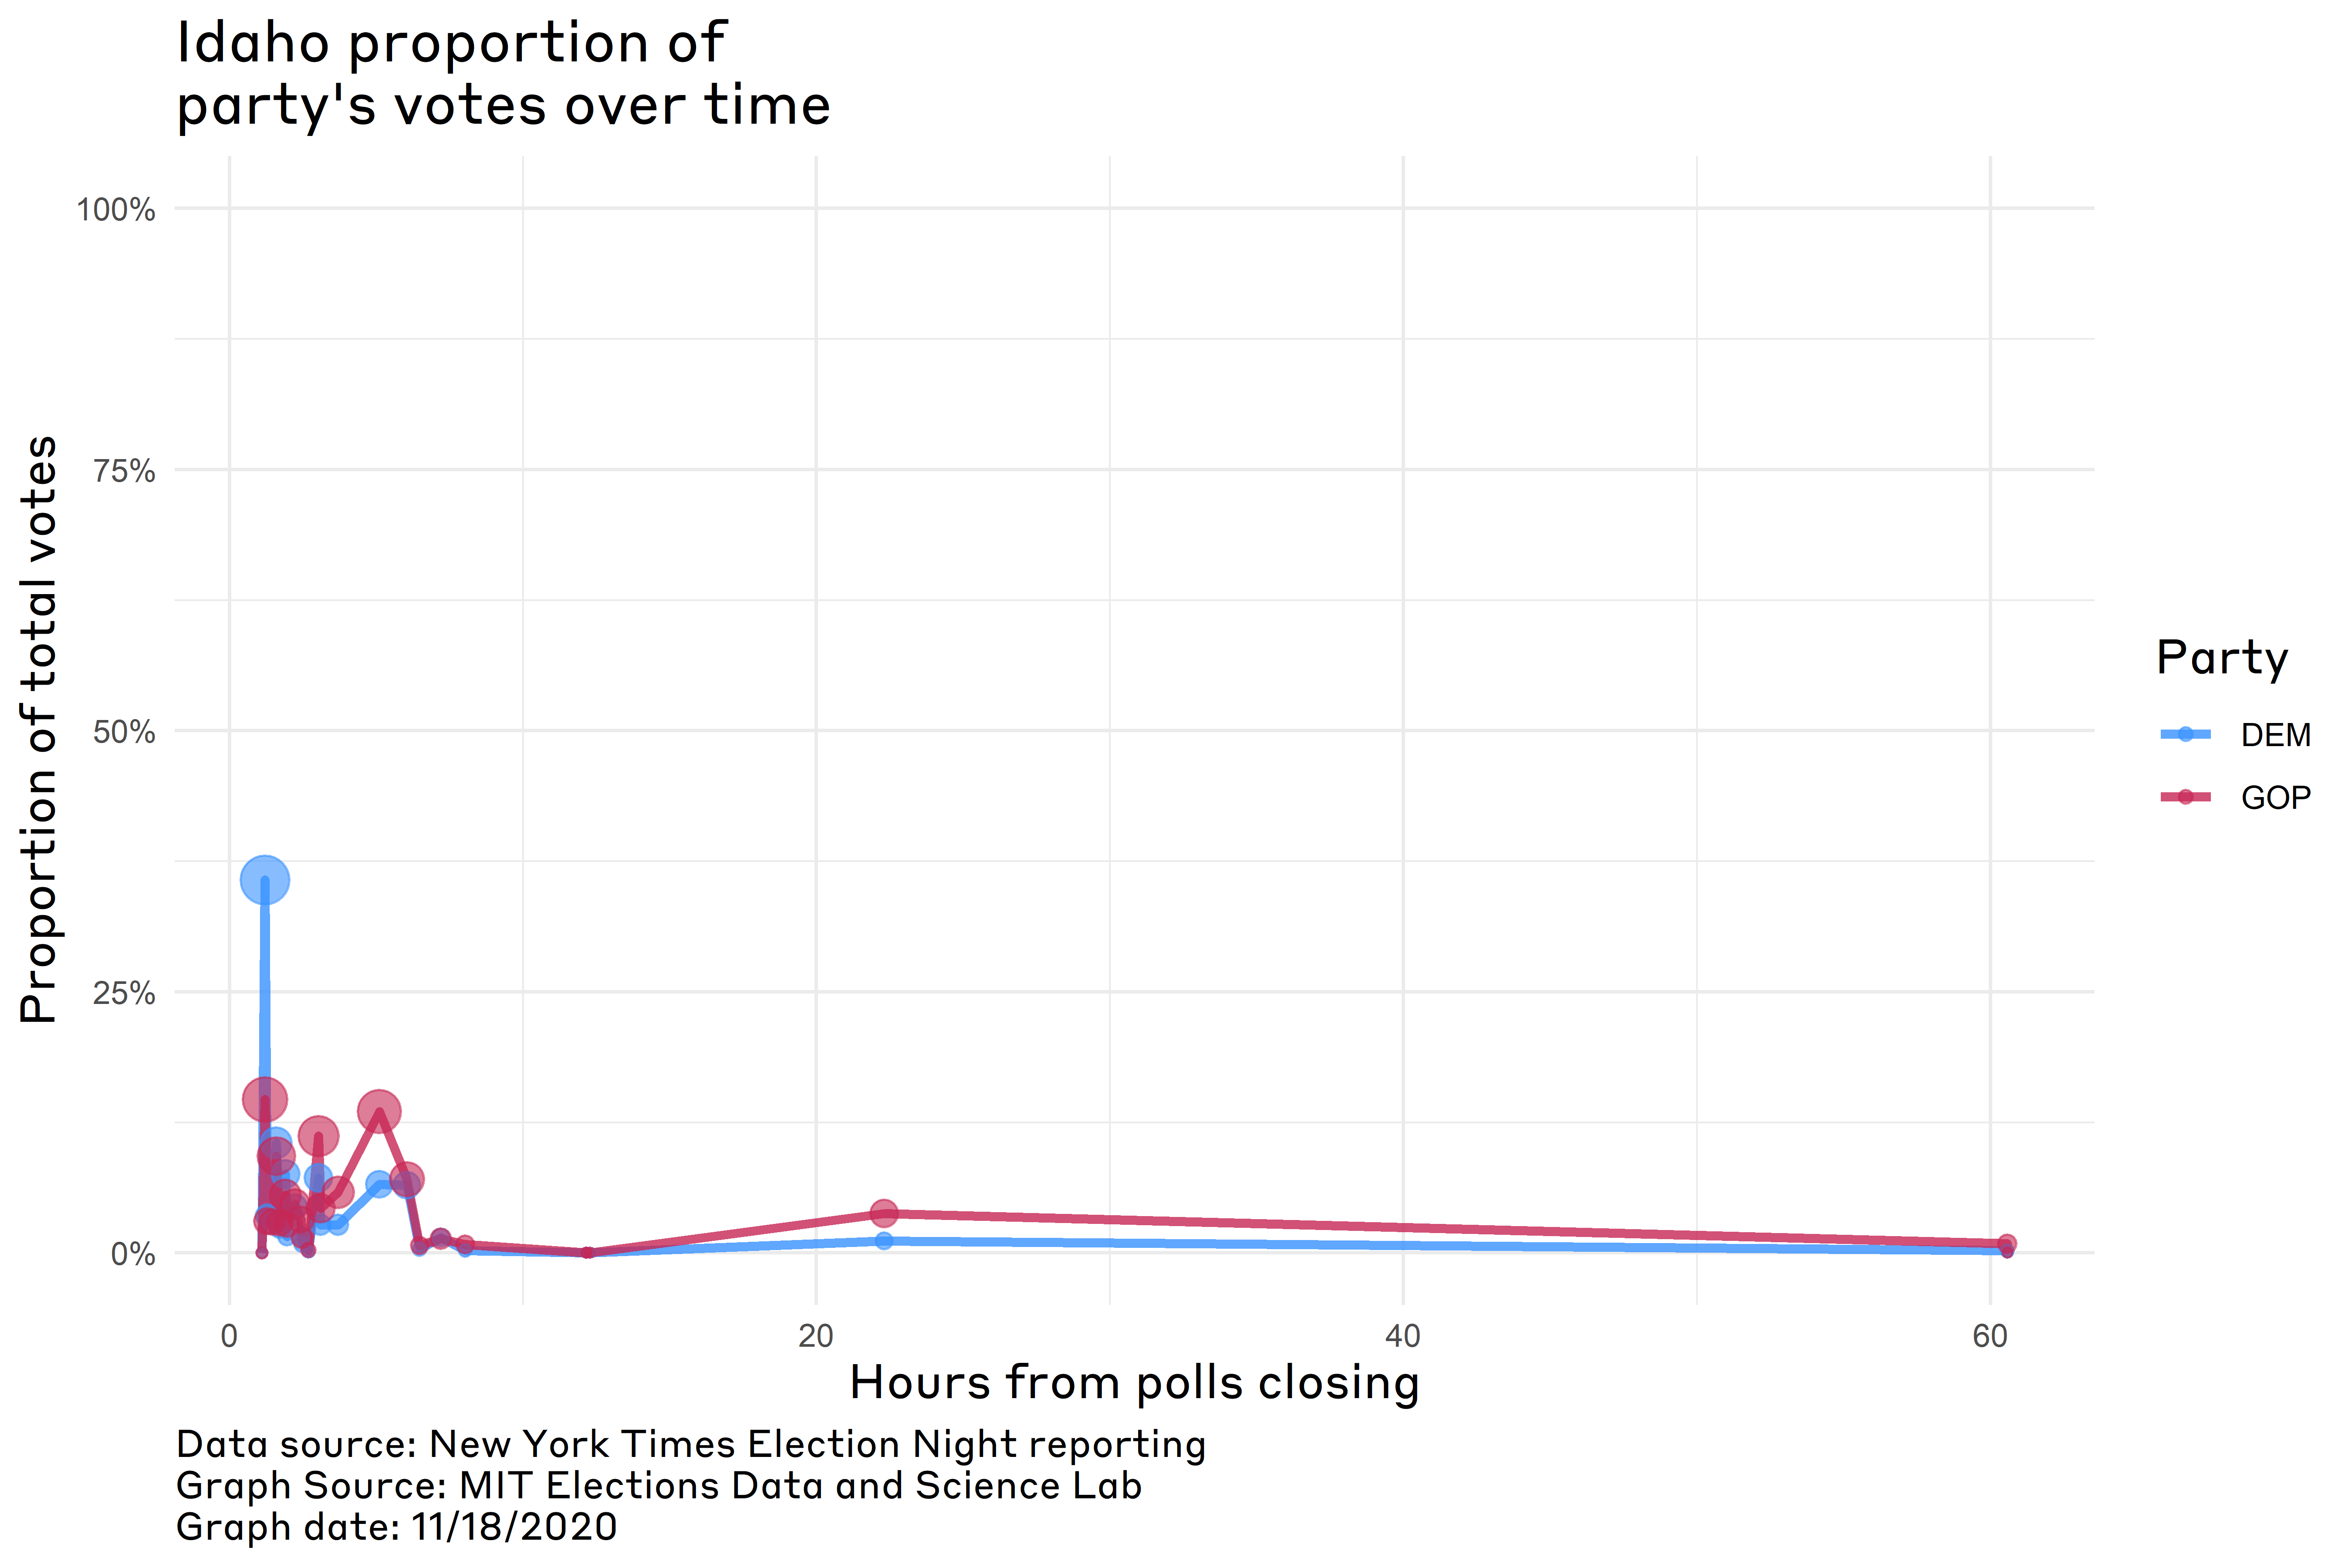 Idaho proportion of
party's votes over time
Proportion of total votes
100%
75%
50%
25%
0%
0
20
40
60
Hours from polls closing
Party
DEM
GOP
Data source: New York Times Election Night reporting
Graph Source: MIT Elections Data and Science Lab
Graph date: 11/18/2020